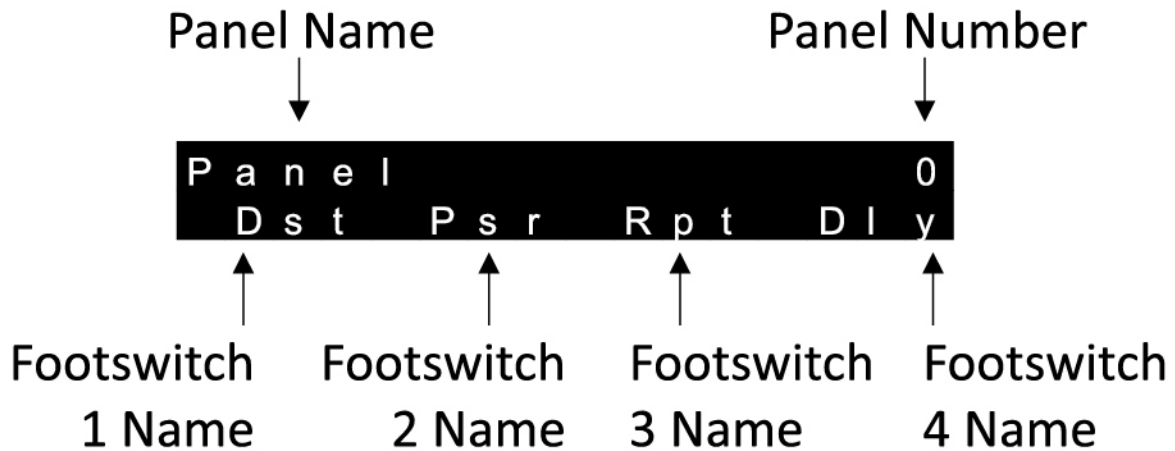 Panel Name Panel Number
Panel 0
Dst Psr Rpt Dly
Footswitch Footswitch Footswitch Footswitch
1 Name 2 Name 3 Name 4 Name